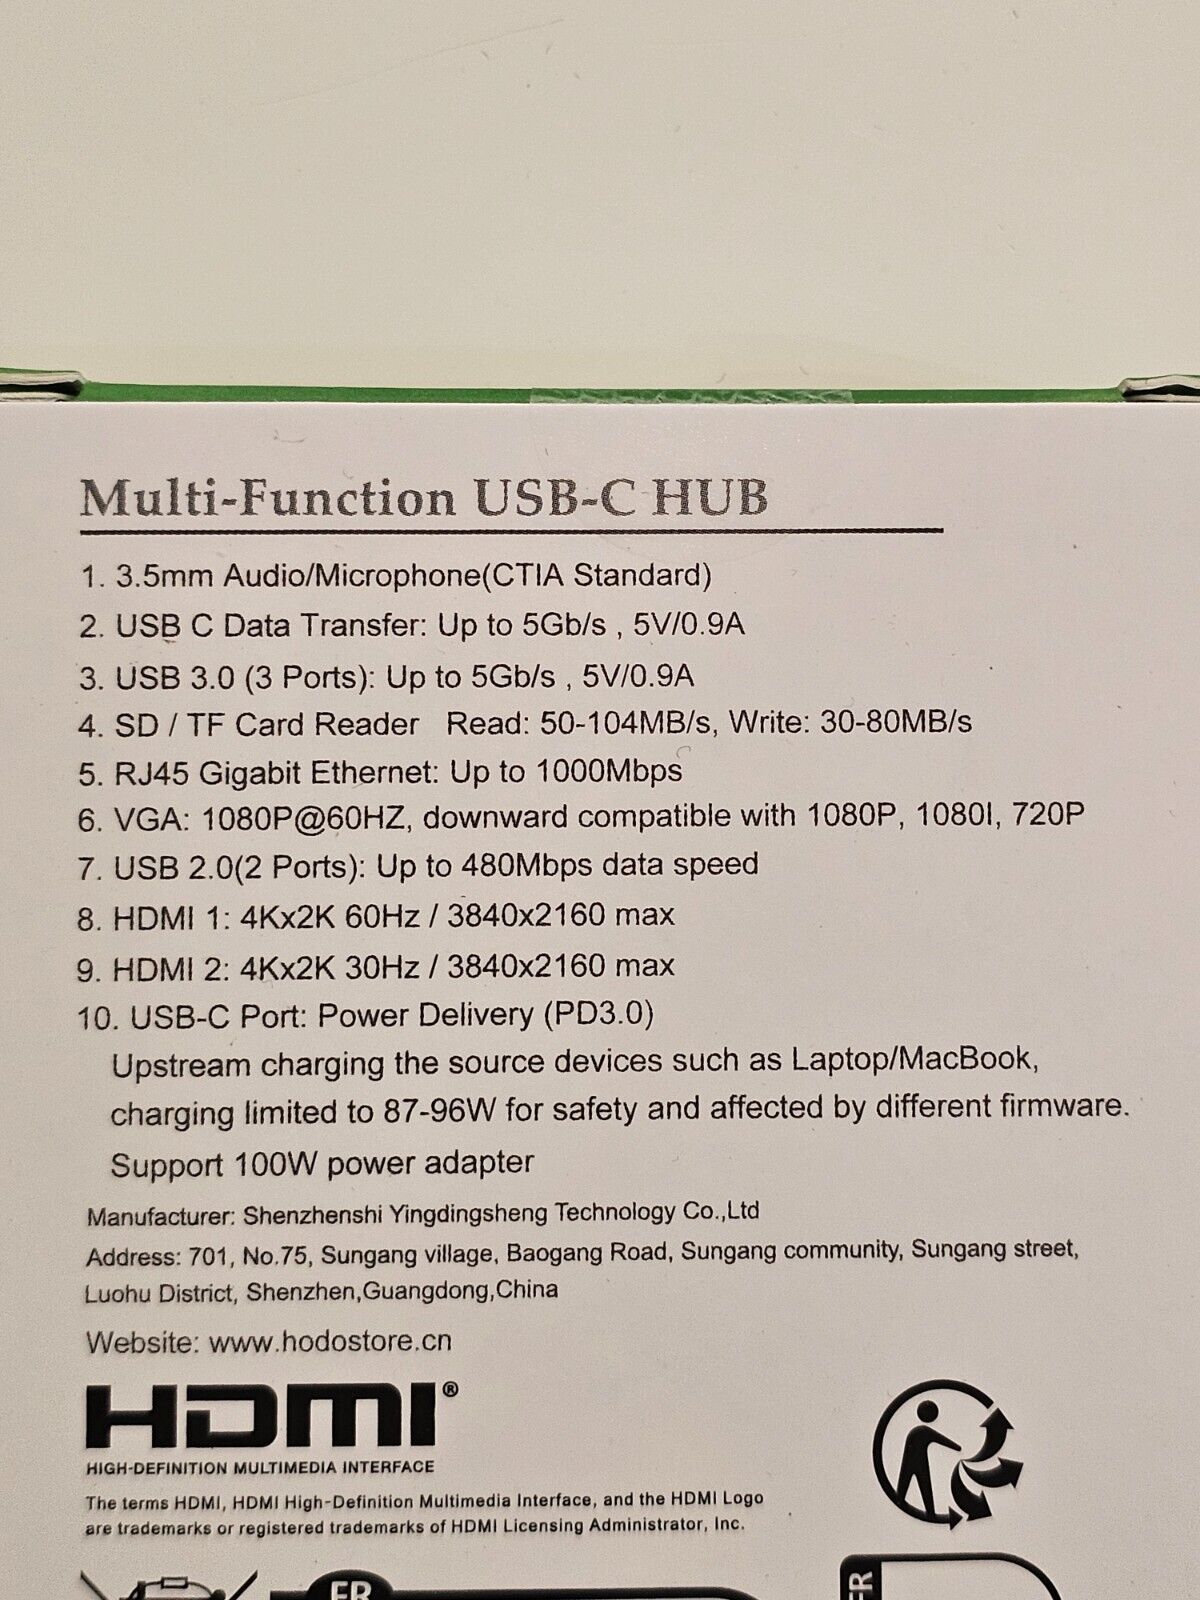 Multi-Function USB-C HUB
1. 3.5mm Audio/Microphone(CTIA Standard)
2. USB C Data Transfer: Up to 5Gb/s , 5V/0.9A
3. USB 3.0 (3 Ports): Up to 5Gb/s , 5V/0.9A
4. SD / TF Card Reader   Read: 50-104MB/s, Write: 30-80MB/s
5. RJ45 Gigabit Ethernet: Up to 1000Mbps
6. VGA: 1080P@60HZ, downward compatible with 1080P, 1080I, 720P
7. USB 2.0(2 Ports): Up to 480Mbps data speed
8. HDMI 1: 4Kx2K 60Hz / 3840x2160 max
9. HDMI 2: 4Kx2K 30Hz / 3840x2160 max
10. USB-C Port: Power Delivery (PD3.0)
Upstream charging the source devices such as Laptop/MacBook,
charging limited to 87-96W for safety and affected by different firmware.
Support 100W power adapter
Manufacturer: Shenzhenshi Yingdingsheng Technology Co.,Ltd
Address: 701, No.75, Sungang village, Baogang Road, Sungang community, Sungang street,
Luohu District, Shenzhen,Guangdong,China
Website: www.hodostore.cn
HDMI®
HIGH-DEFINITION MULTIMEDIA INTERFACE
The terms HDMI, HDMI High-Definition Multimedia Interface, and the HDMI Logo
are trademarks or registered trademarks of HDMI Licensing Administrator, Inc.
FR
FR